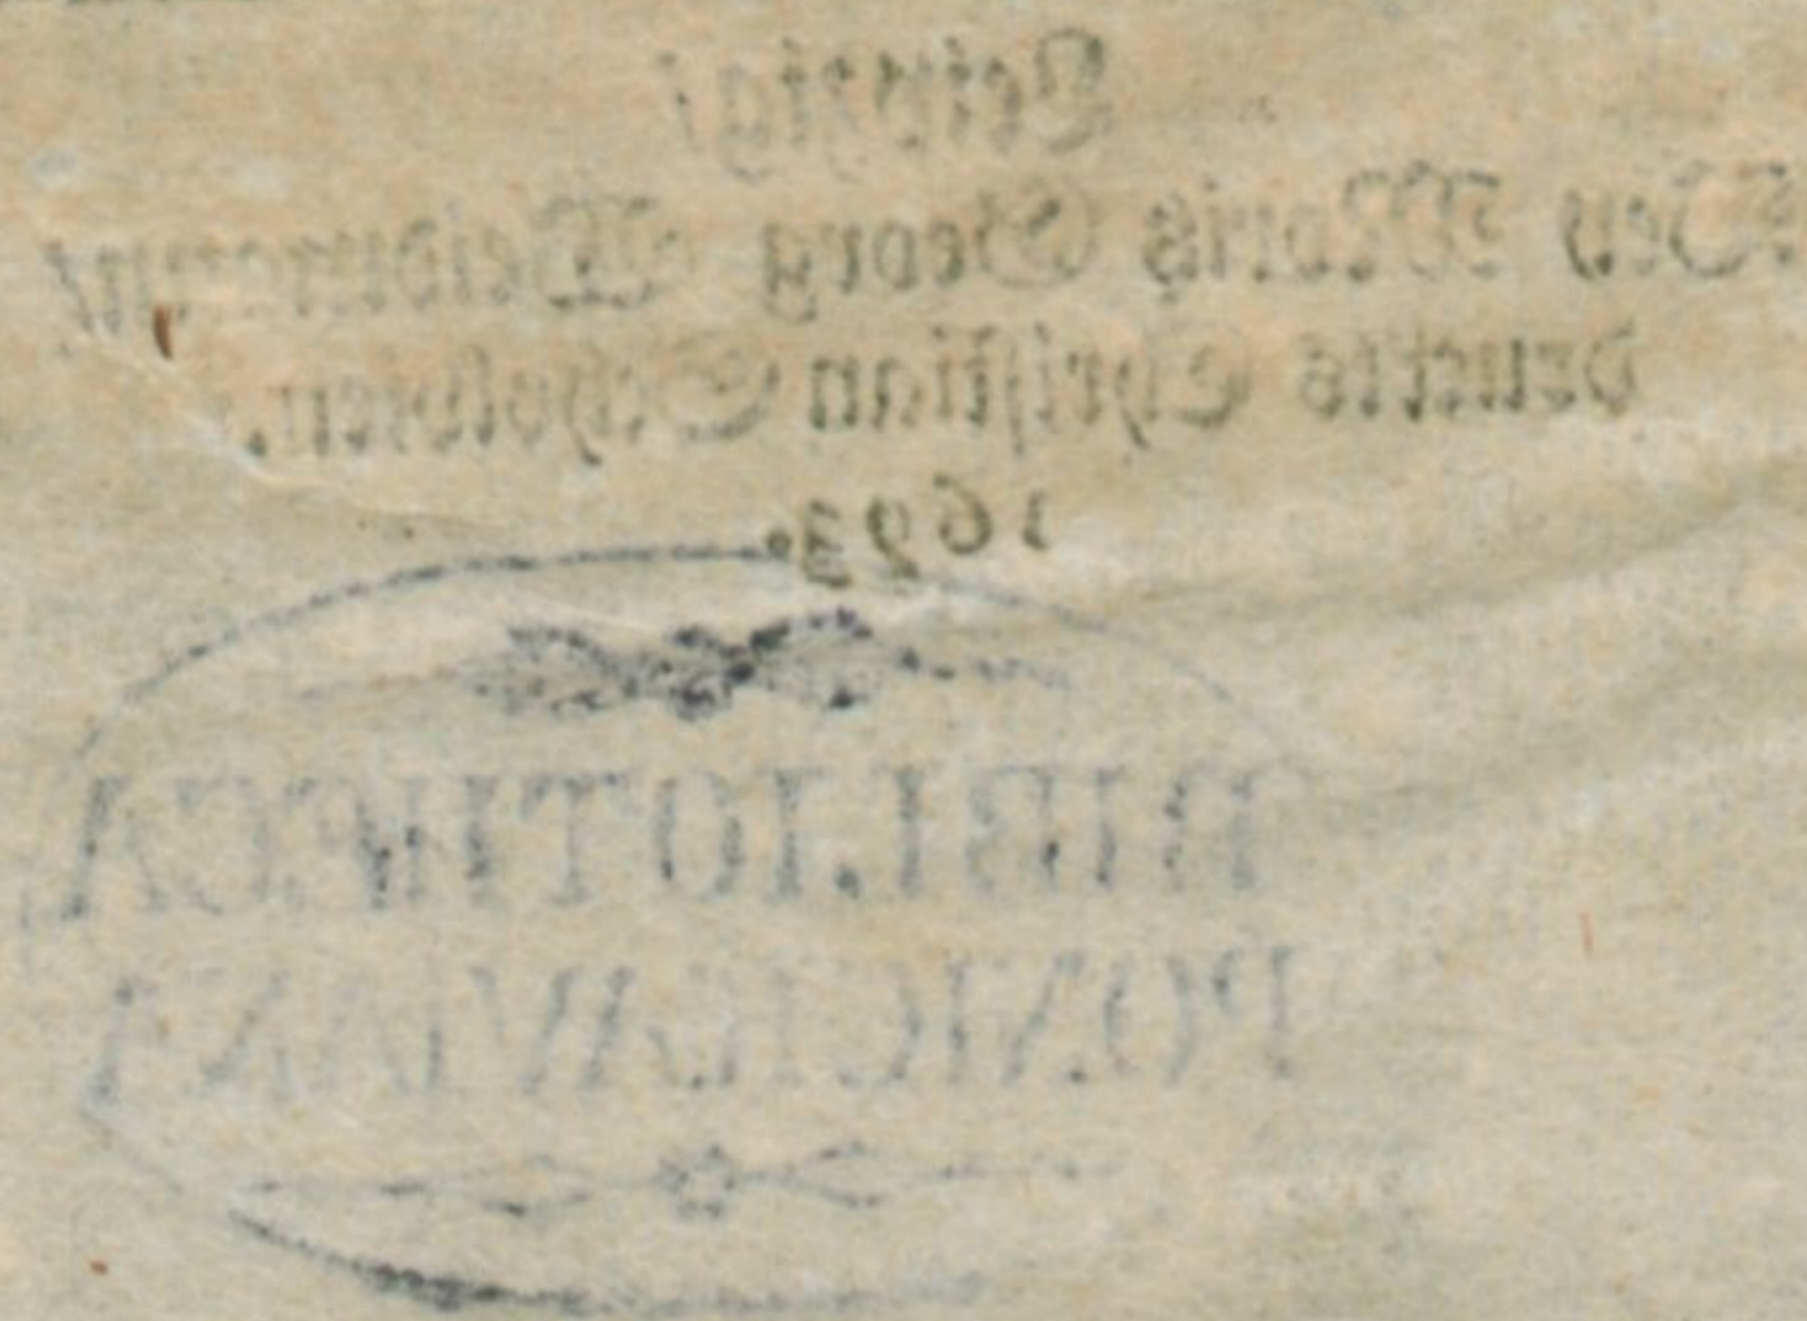 Leipzig/
Bey Moritz Georg Weidmann/
druckts Christian Scholvien.
1693.
BIBLIOTHECA
PONICKAVIANA